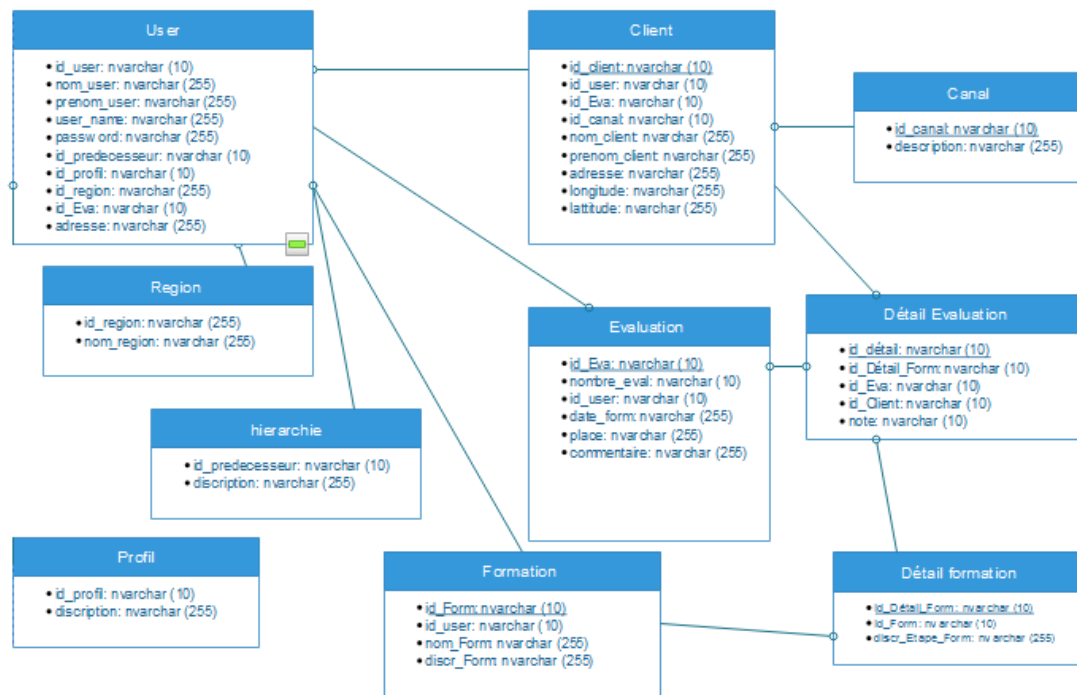 User
id_user: nvarchar (10)
nom_user: nvarchar (255)
prenom_user: nvarchar (255)
user_name: nvarchar (255)
password: nvarchar (255)
id_predecesseur: nvarchar (10)
id_profil: nvarchar (10)
id_region: nvarchar (255)
id_Eva: nvarchar (10)
adresse: nvarchar (255)
Client
id_client: nvarchar (10)
id_user: nvarchar (10)
id_Eva: nvarchar (10)
id_canal: nvarchar (10)
nom_client: nvarchar (255)
prenom_client: nvarchar (255)
adresse: nvarchar (255)
longitude: nvarchar (255)
lattitude: nvarchar (255)
Canal
id_canal: nvarchar (10)
description: nvarchar (255)
Region
id_region: nvarchar (255)
nom_region: nvarchar (255)
Evaluation
id_Eva: nvarchar (10)
nombre_eval: nvarchar (10)
id_user: nvarchar (10)
date_form: nvarchar (255)
place: nvarchar (255)
commentaire: nvarchar (255)
Détail Evaluation
id_détail: nvarchar (10)
id_Détail_Form: nvarchar (10)
id_Eva: nvarchar (10)
id_Client: nvarchar (10)
note: nvarchar (10)
hierarchie
id_predecesseur: nvarchar (10)
discription: nvarchar (255)
Profil
id_profil: nvarchar (10)
discription: nvarchar (255)
Formation
id_Form: nvarchar (10)
id_user: nvarchar (10)
nom_Form: nvarchar (255)
discr_Form: nvarchar (255)
Détail formation
Id_Détail_Form: nvarchar (10)
Id_Form: nvarchar (10)
discr_Etape_Form: nvarchar (255)